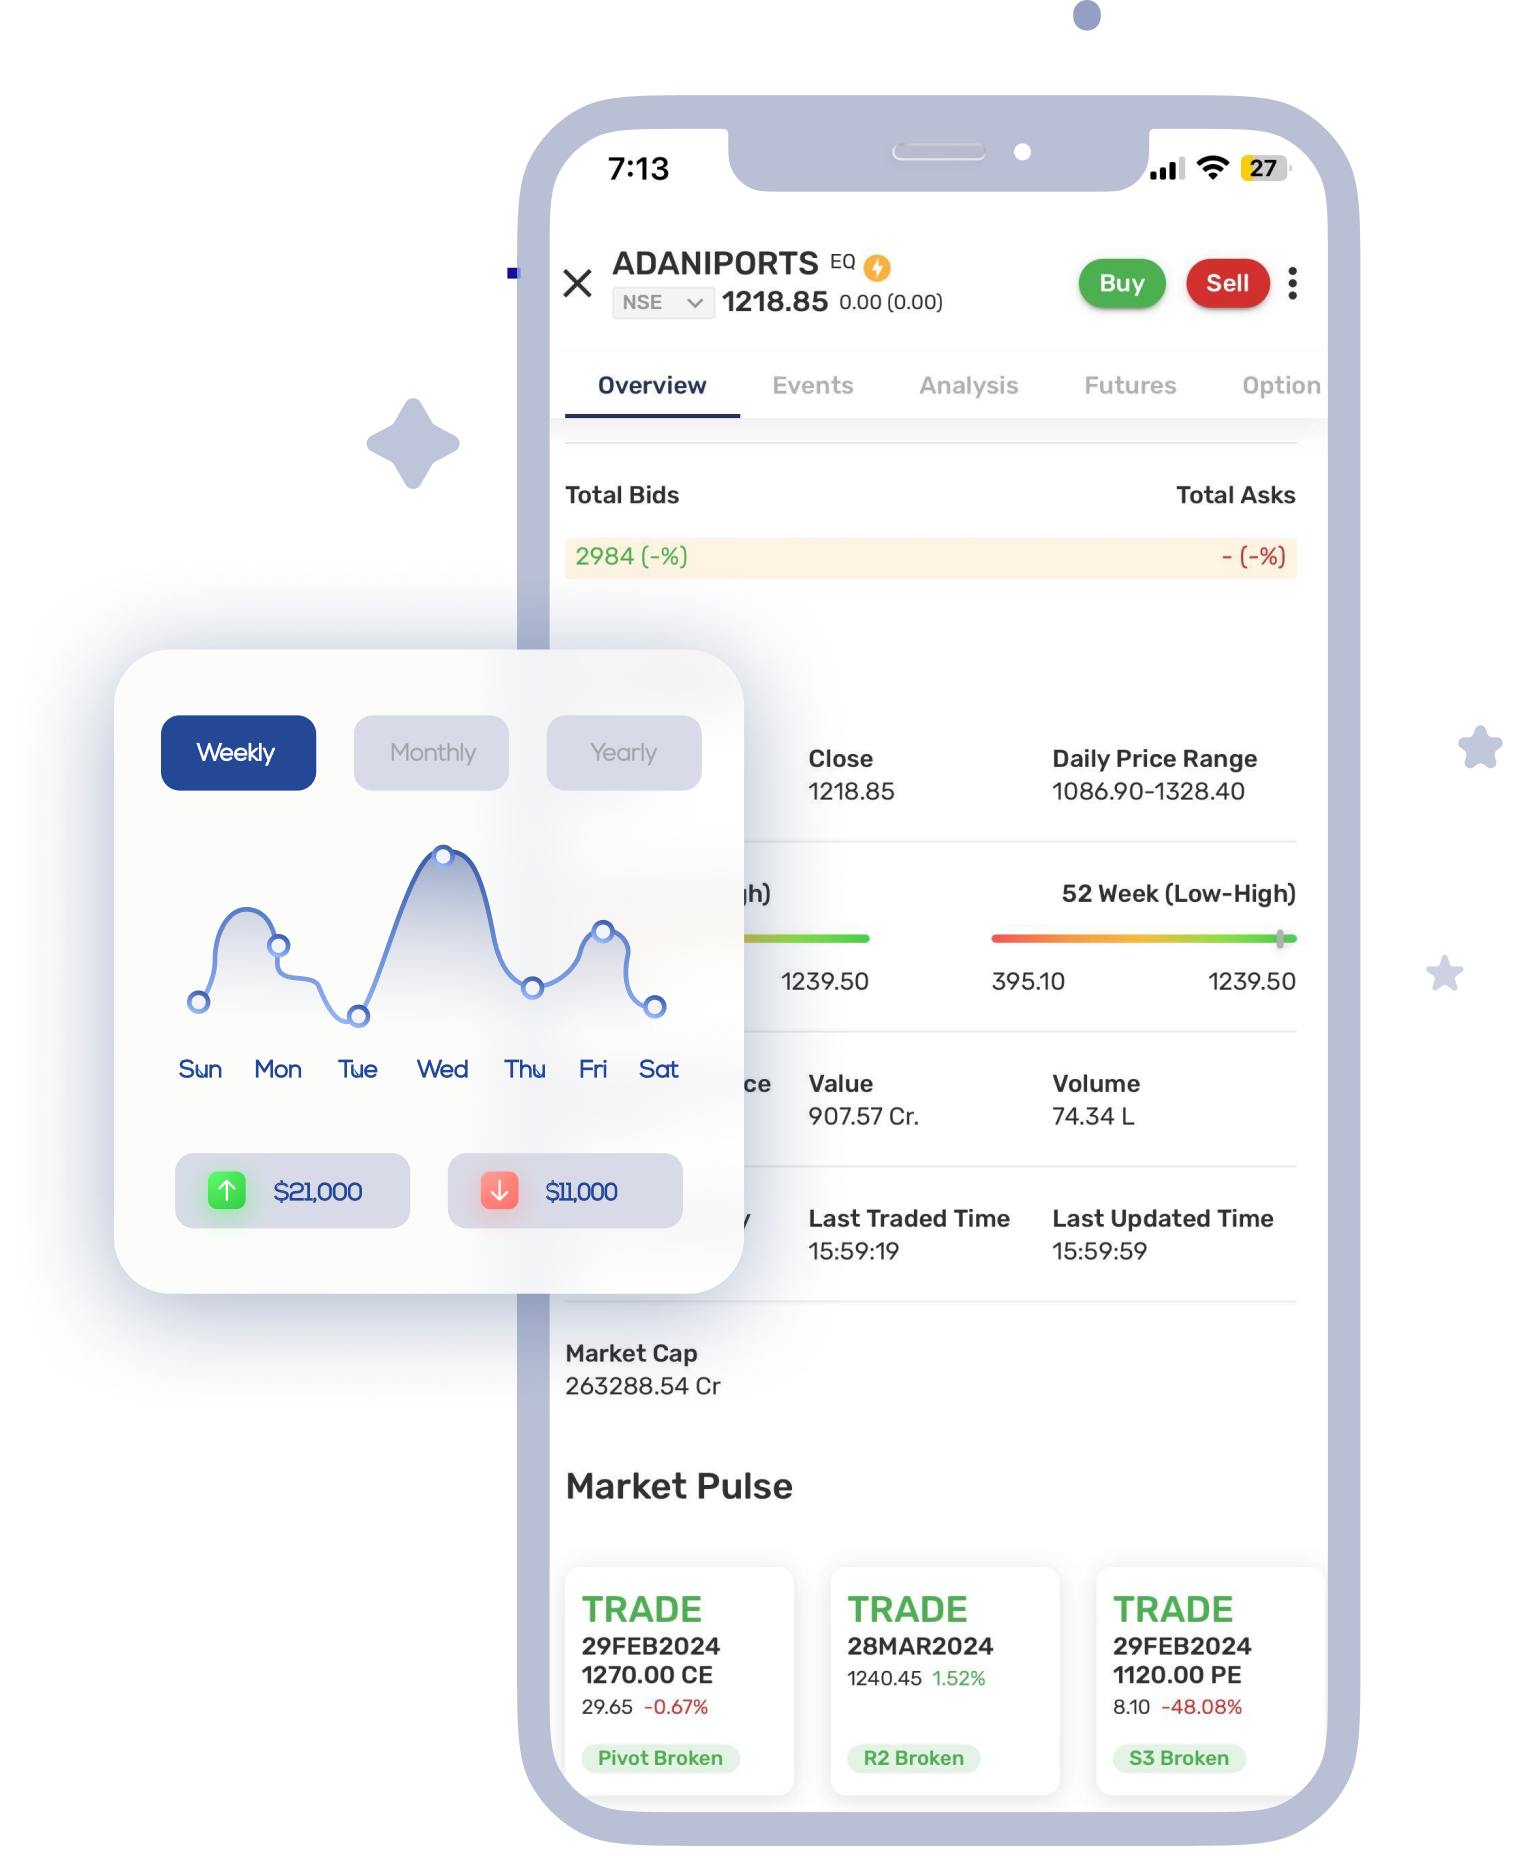 7:13
27
ADANIPORTS EQ
NSE 1218.85 0.00 (0.00)
Buy
Sell
Overview Events Analysis Futures Option
Total Bids Total Asks
2984 (-%) - (-%)
Weekly Monthly Yearly
Close Daily Price Range
1218.85 1086.90-1328.40
gh) 52 Week (Low-High)
1239.50 395.10 1239.50
Sun Mon Tue Wed Thu Fri Sat
ce Value Volume
907.57 Cr. 74.34 L
$21,000 $11,000
y Last Traded Time Last Updated Time
15:59:19 15:59:59
Market Cap
263288.54 Cr
Market Pulse
TRADE
29FEB2024
1270.00 CE
29.65 -0.67%
Pivot Broken
TRADE
28MAR2024
1240.45 1.52%
R2 Broken
TRADE
29FEB2024
1120.00 PE
8.10 -48.08%
S3 Broken